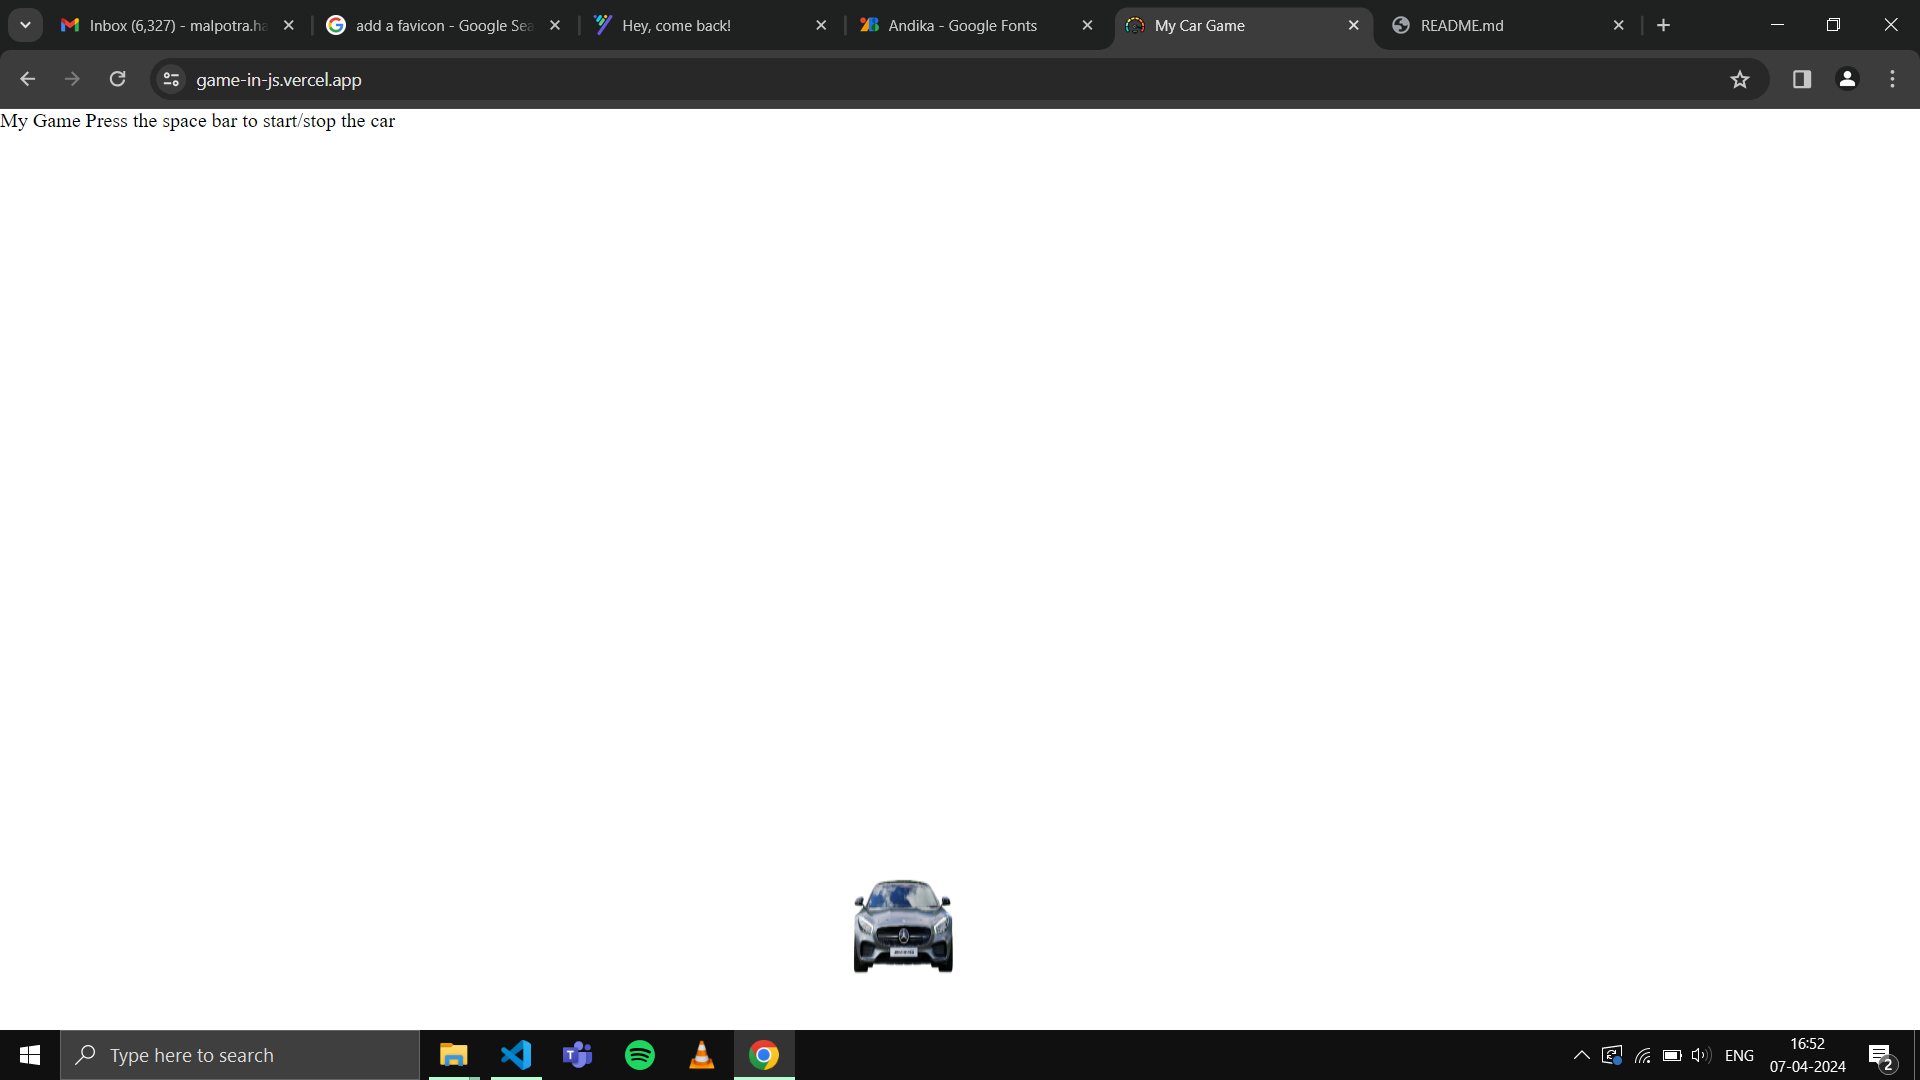 Inbox (6,327) - malpotra.ha
add a favicon - Google Sea
Hey, come back!
Andika - Google Fonts
My Car Game
README.md
game-in-js.vercel.app
My Game Press the space bar to start/stop the car
Type here to search
ENG
16:52
07-04-2024
2